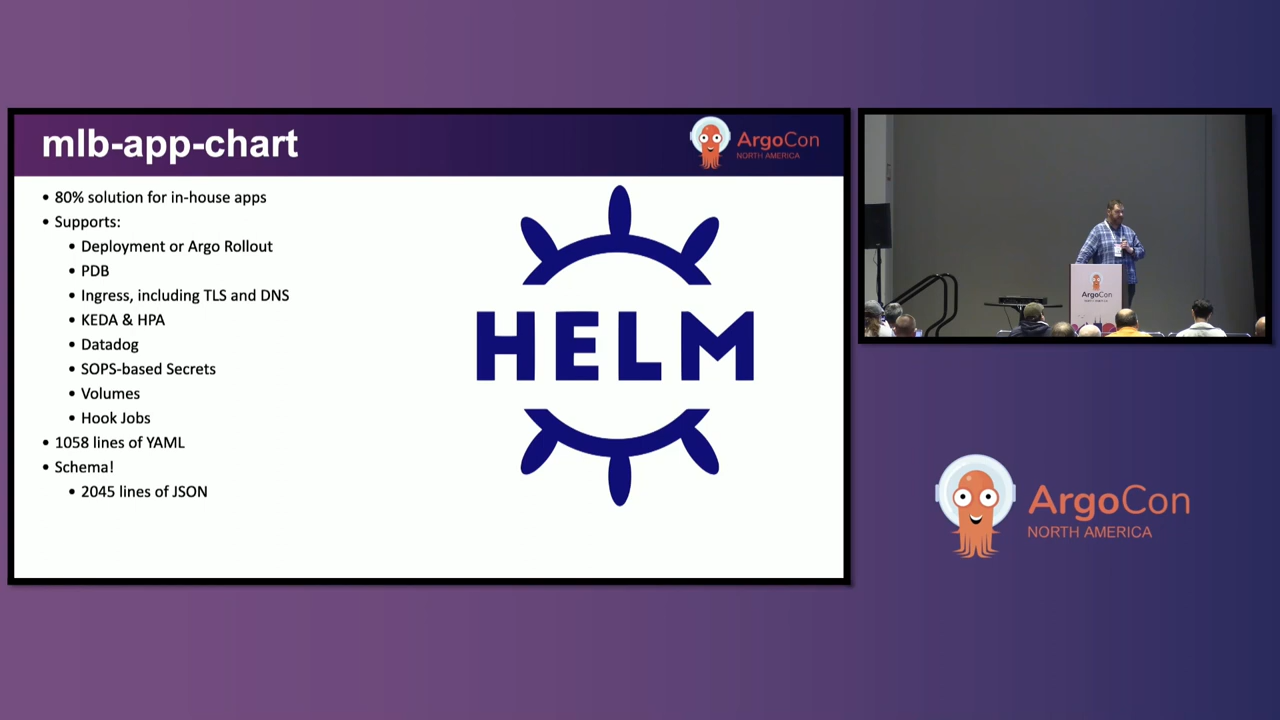 mlb-app-chart
ArgoCon
NORTH AMERICA
• 80% solution for in-house apps
• Supports:
• Deployment or Argo Rollout
• PDB
• Ingress, including TLS and DNS
• KEDA & HPA
• Datadog
• SOPS-based Secrets
• Volumes
• Hook Jobs
• 1058 lines of YAML
• Schema!
• 2045 lines of JSON
HELM
ArgoCon
ArgoCon
NORTH AMERICA